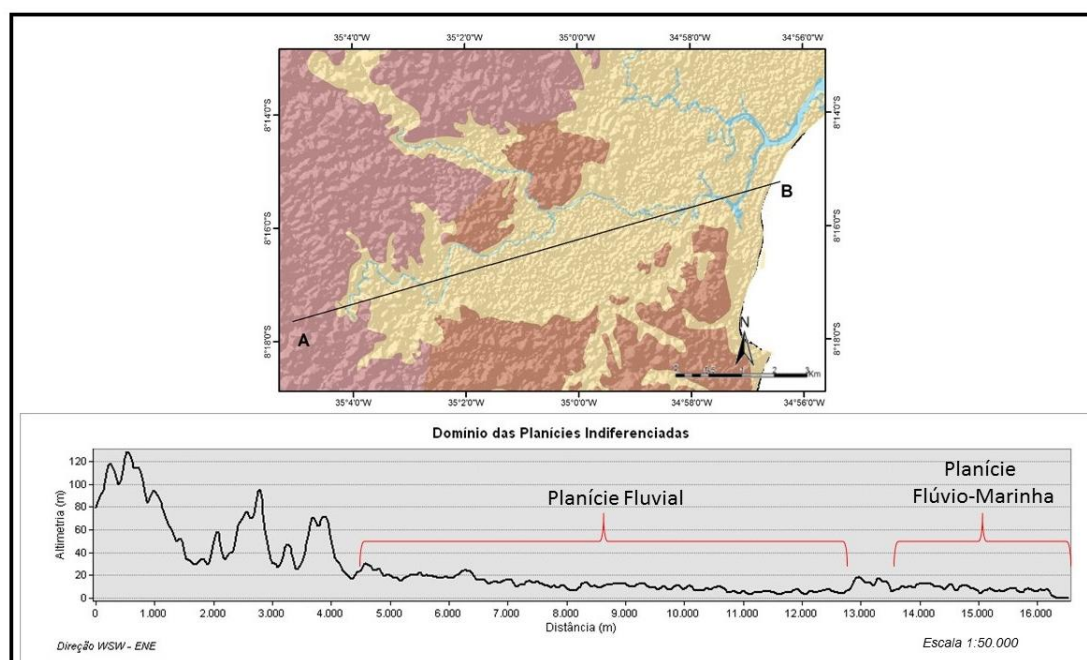 35°4'0"W 35°2'0"W 35°0'0"W 34°58'0"W 34°56'0"W
8°14'0"S 8°14'0"S
B
8°16'0"S 8°16'0"S
A
N
8°18'0"S 8°18'0"S
Km
35°4'0"W 35°2'0"W 35°0'0"W 34°58'0"W 34°56'0"W
Domínio das Planícies Indiferenciadas
Planície Fluvial
Planície
Flúvio-Marinha
Altimetria (m)
120
100
80
60
40
20
0
0 1.000 2.000 3.000 4.000 5.000 6.000 7.000 8.000 9.000 10.000 11.000 12.000 13.000 14.000 15.000 16.000
Distância (m)
Direção WSW - ENE
Escala 1:50.000